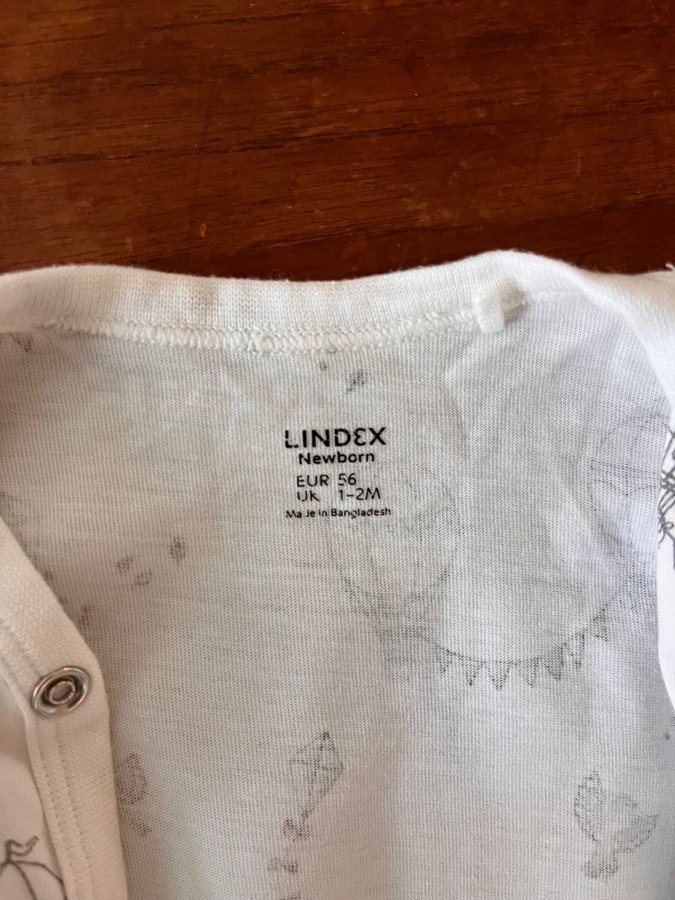 LINDEX
Newborn
EUR 56
UK 1-2M
Made in Bangladesh